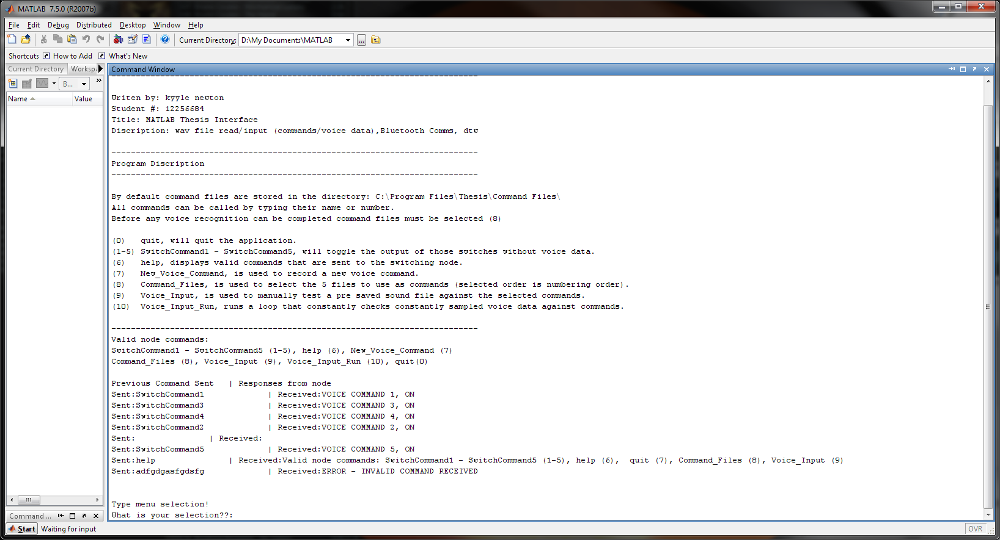 MATLAB 7.5.0 (R2007b)
File Edit Debug Distributed Desktop Window Help
Current Directory: D:\My Documents\MATLAB ...
Shortcuts How to Add What's New
Current Directory Workspa
B...
Name Value
Command Window
---------------------------------------------------------------------------
Writen by: kyyle newton
Student #: 12256684
Title: MATLAB Thesis Interface
Discription: wav file read/input (commands/voice data),Bluetooth Comms, dtw
---------------------------------------------------------------------------
Program Discription
---------------------------------------------------------------------------
By default command files are stored in the directory: C:\Program Files\Thesis\Command Files\
All commands can be called by typing their name or number.
Before any voice recognition can be completed command files must be selected (8)
(0) quit, will quit the application.
(1-5) SwitchCommand1 - SwitchCommand5, will toggle the output of those switches without voice data.
(6) help, displays valid commands that are sent to the switching node.
(7) New_Voice_Command, is used to record a new voice command.
(8) Command_Files, is used to select the 5 files to use as commands (selected order is numbering order).
(9) Voice_Input, is used to manually test a pre saved sound file against the selected commands.
(10) Voice_Input_Run, runs a loop that constantly checks constantly sampled voice data against commands.
---------------------------------------------------------------------------
Valid node commands:
SwitchCommand1 - SwitchCommand5 (1-5), help (6), New_Voice_Command (7)
Command_Files (8), Voice_Input (9), Voice_Input_Run (10), quit(0)
Previous Command Sent | Responses from node
Sent:SwitchCommand1 | Received:VOICE COMMAND 1, ON
Sent:SwitchCommand3 | Received:VOICE COMMAND 3, ON
Sent:SwitchCommand4 | Received:VOICE COMMAND 4, ON
Sent:SwitchCommand2 | Received:VOICE COMMAND 2, ON
Sent: | Received:
Sent:SwitchCommand5 | Received:VOICE COMMAND 5, ON
Sent:help | Received:Valid node commands: SwitchCommand1 - SwitchCommand5 (1-5), help (6), quit (7), Command_Files (8), Voice_Input (9)
Sent:adfgdgasfgdsfg | Received:ERROR - INVALID COMMAND RECEIVED
Type menu selection!
What is your selection??:
Command ...
Start Waiting for input
OVR